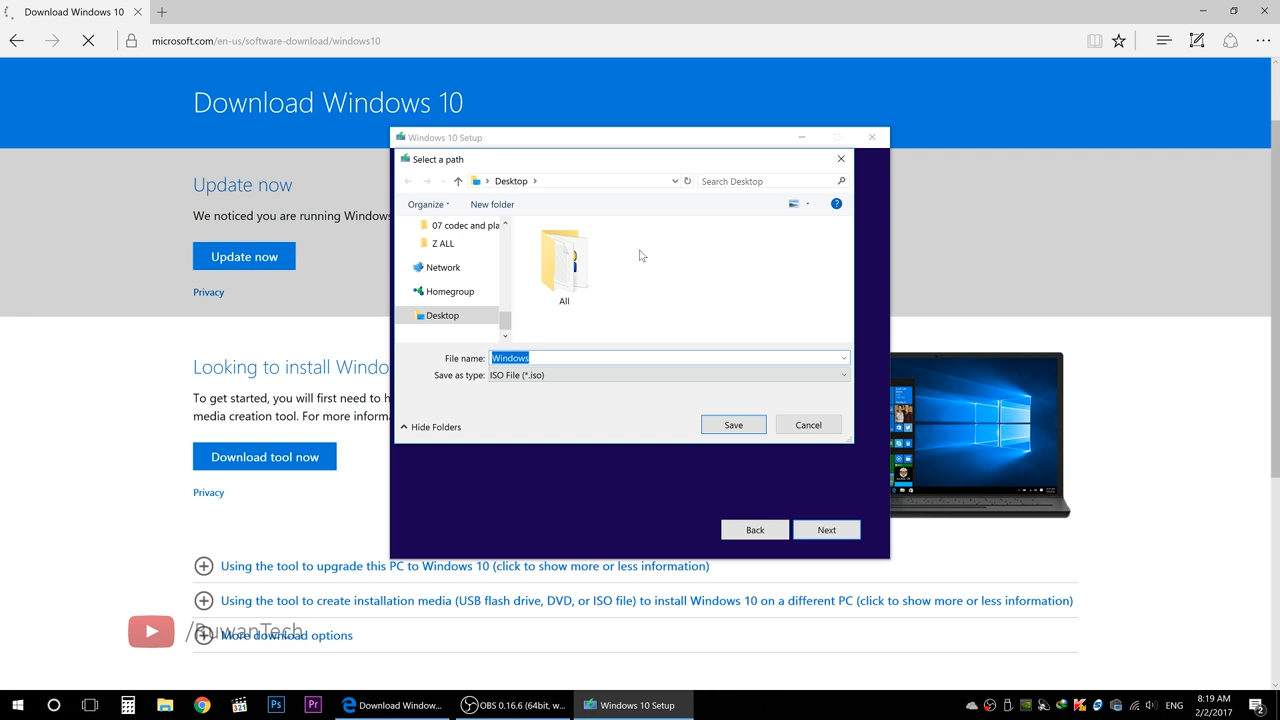 Download Windows 10
microsoft.com/en-us/software-download/windows10
Download Windows 10
Update now
We noticed you are running Windows
Update now
Privacy
Looking to install Windo
To get started, you will first need to h
media creation tool. For more informa
Download tool now
Privacy
Windows 10 Setup
Select a path
Desktop
Search Desktop
Organize
New folder
07 codec and pla
Z ALL
Network
Homegroup
Desktop
All
File name: Windows
Save as type: ISO File (*.iso)
Hide Folders
Save
Cancel
Back
Next
Using the tool to upgrade this PC to Windows 10 (click to show more or less information)
Using the tool to create installation media (USB flash drive, DVD, or ISO file) to install Windows 10 on a different PC (click to show more or less information)
More download options
/RuwanTech
Ps
Pr
Download Window...
OBS 0.16.6 (64bit, w...
Windows 10 Setup
ENG
8:19 AM
2/2/2017